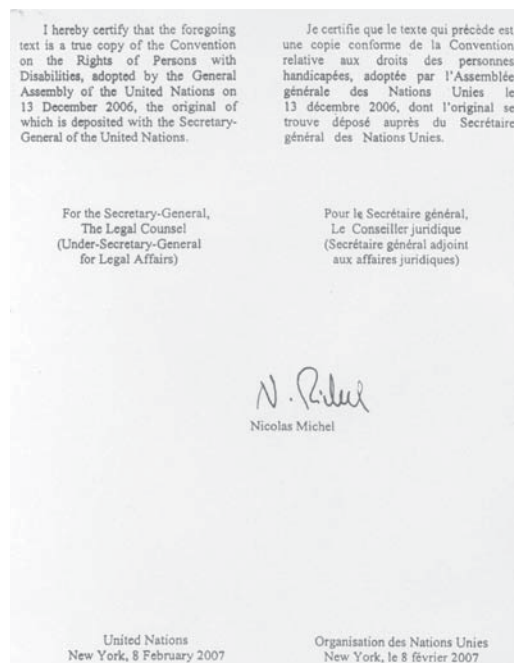 I hereby certify that the foregoing
text is a true copy of the Convention
on the Rights of Persons with
Disabilities, adopted by the General
Assembly of the United Nations on
13 December 2006, the original of
which is deposited with the Secretary-
General of the United Nations.
Je certifie que le texte qui précède est
une copie conforme de la Convention
relative aux droits des personnes
handicapées, adoptée par l'Assemblée
générale des Nations Unies le
13 décembre 2006, dont l'original se
trouve déposé auprès du Secrétaire
général des Nations Unies.
For the Secretary-General,
The Legal Counsel
(Under-Secretary-General
for Legal Affairs)
Pour le Secrétaire général,
Le Conseiller juridique
(Secrétaire général adjoint
aux affaires juridiques)
N. Michel
Nicolas Michel
United Nations
New York, 8 February 2007
Organisation des Nations Unies
New York, le 8 février 2007